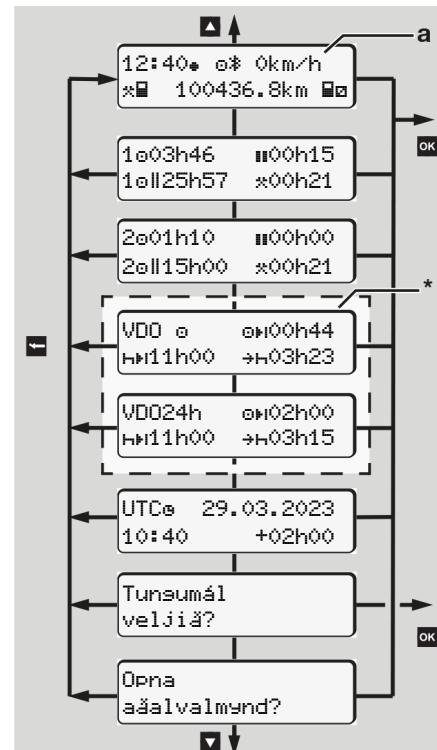 a
12:40 0km/h
100436.8km
OK
1 03h46 00h15
1 25h57 00h21
2 01h10 00h00
2 15h00 00h21
*
VDO 00h44
11h00 03h23
VDO24h 02h00
11h00 03h15
UTC 29.03.2023
10:40 +02h00
Tungumál
veljið?
OK
Opna
aðalvalmynd?